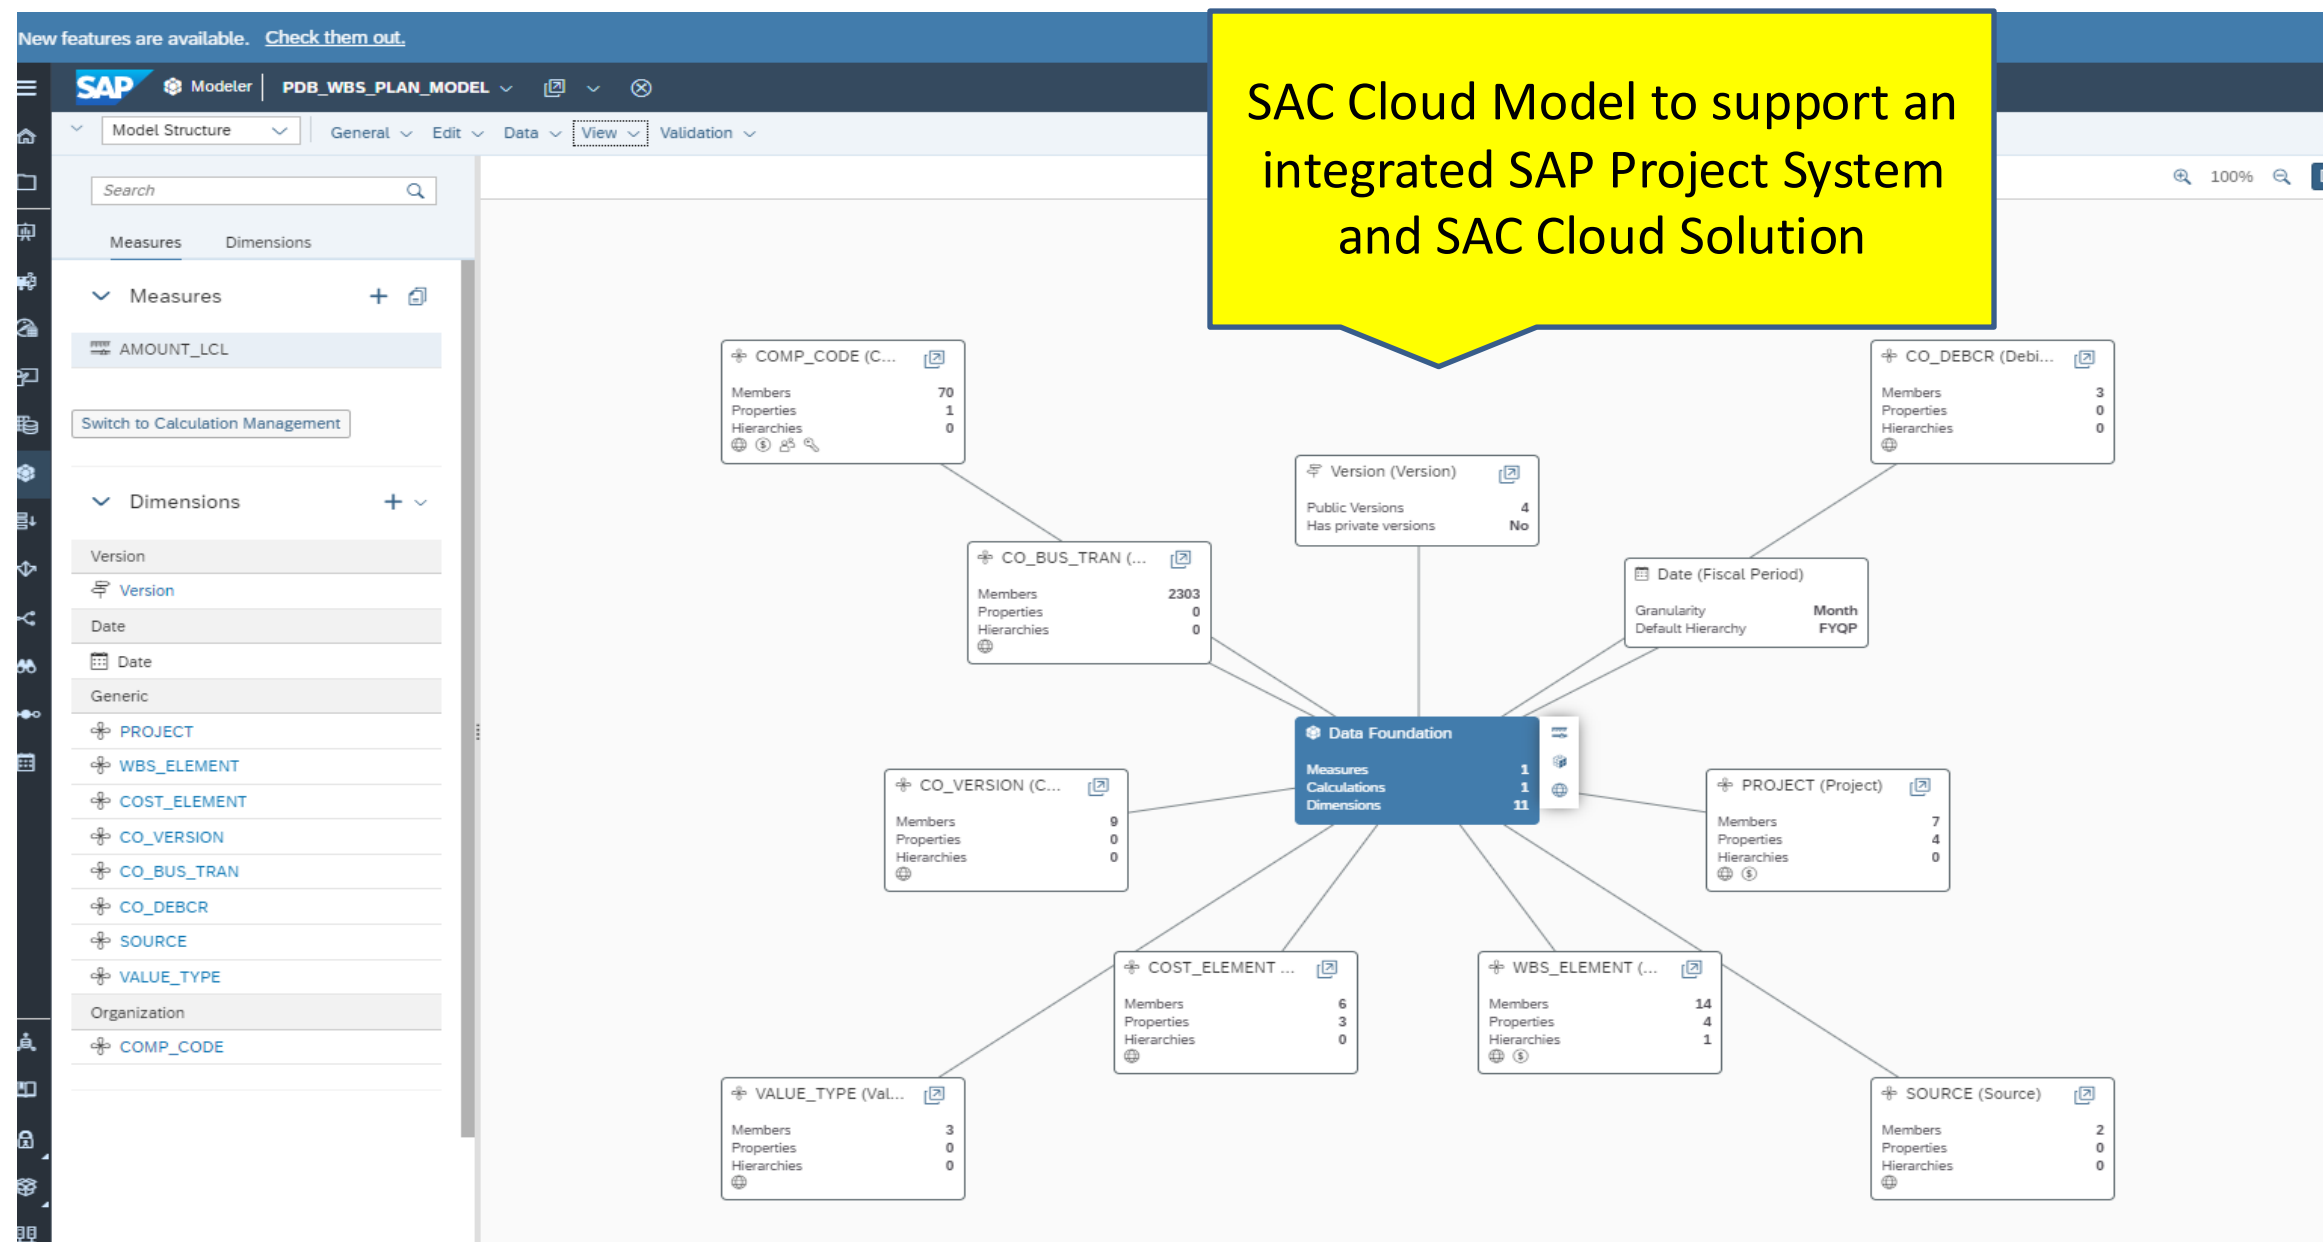 New features are available. Check them out.
SAP Modeler PDB_WBS_PLAN_MODEL
SAC Cloud Model to support an
integrated SAP Project System
and SAC Cloud Solution
Model Structure General Edit Data View Validation
Search
100%
Measures Dimensions
Measures
AMOUNT_LCL
Switch to Calculation Management
Dimensions
Version
Version
Date
Date
Generic
PROJECT
WBS_ELEMENT
COST_ELEMENT
CO_VERSION
CO_BUS_TRAN
CO_DEBCR
SOURCE
VALUE_TYPE
Organization
COMP_CODE
COMP_CODE (C...
Members 70
Properties 1
Hierarchies 0
CO_DEBCR (Debi...
Members 3
Properties 0
Hierarchies 0
Version (Version)
Public Versions 4
Has private versions No
CO_BUS_TRAN (...
Members 2303
Properties 0
Hierarchies 0
Date (Fiscal Period)
Granularity Month
Default Hierarchy FYQP
Data Foundation
Measures 1
Calculations 1
Dimensions 11
CO_VERSION (C...
Members 9
Properties 0
Hierarchies 0
PROJECT (Project)
Members 7
Properties 4
Hierarchies 0
COST_ELEMENT ...
Members 6
Properties 3
Hierarchies 0
WBS_ELEMENT (...
Members 14
Properties 4
Hierarchies 1
VALUE_TYPE (Val...
Members 3
Properties 0
Hierarchies 0
SOURCE (Source)
Members 2
Properties 0
Hierarchies 0